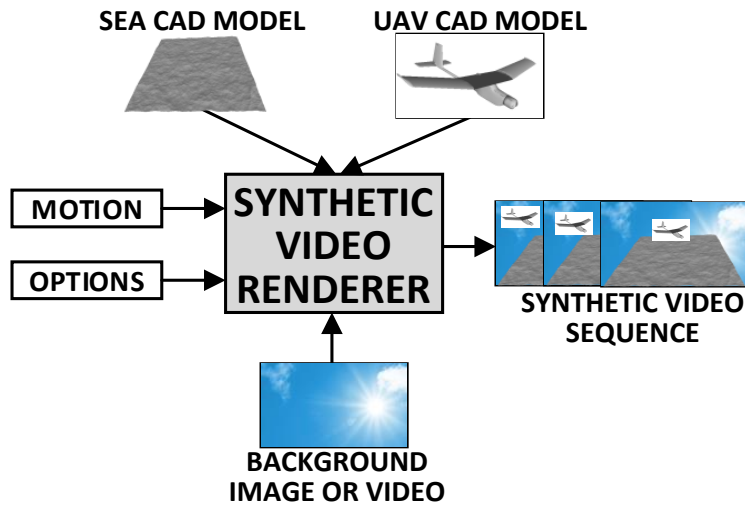 SEA CAD MODEL
UAV CAD MODEL
MOTION
OPTIONS
SYNTHETIC
VIDEO
RENDERER
SYNTHETIC VIDEO
SEQUENCE
BACKGROUND
IMAGE OR VIDEO